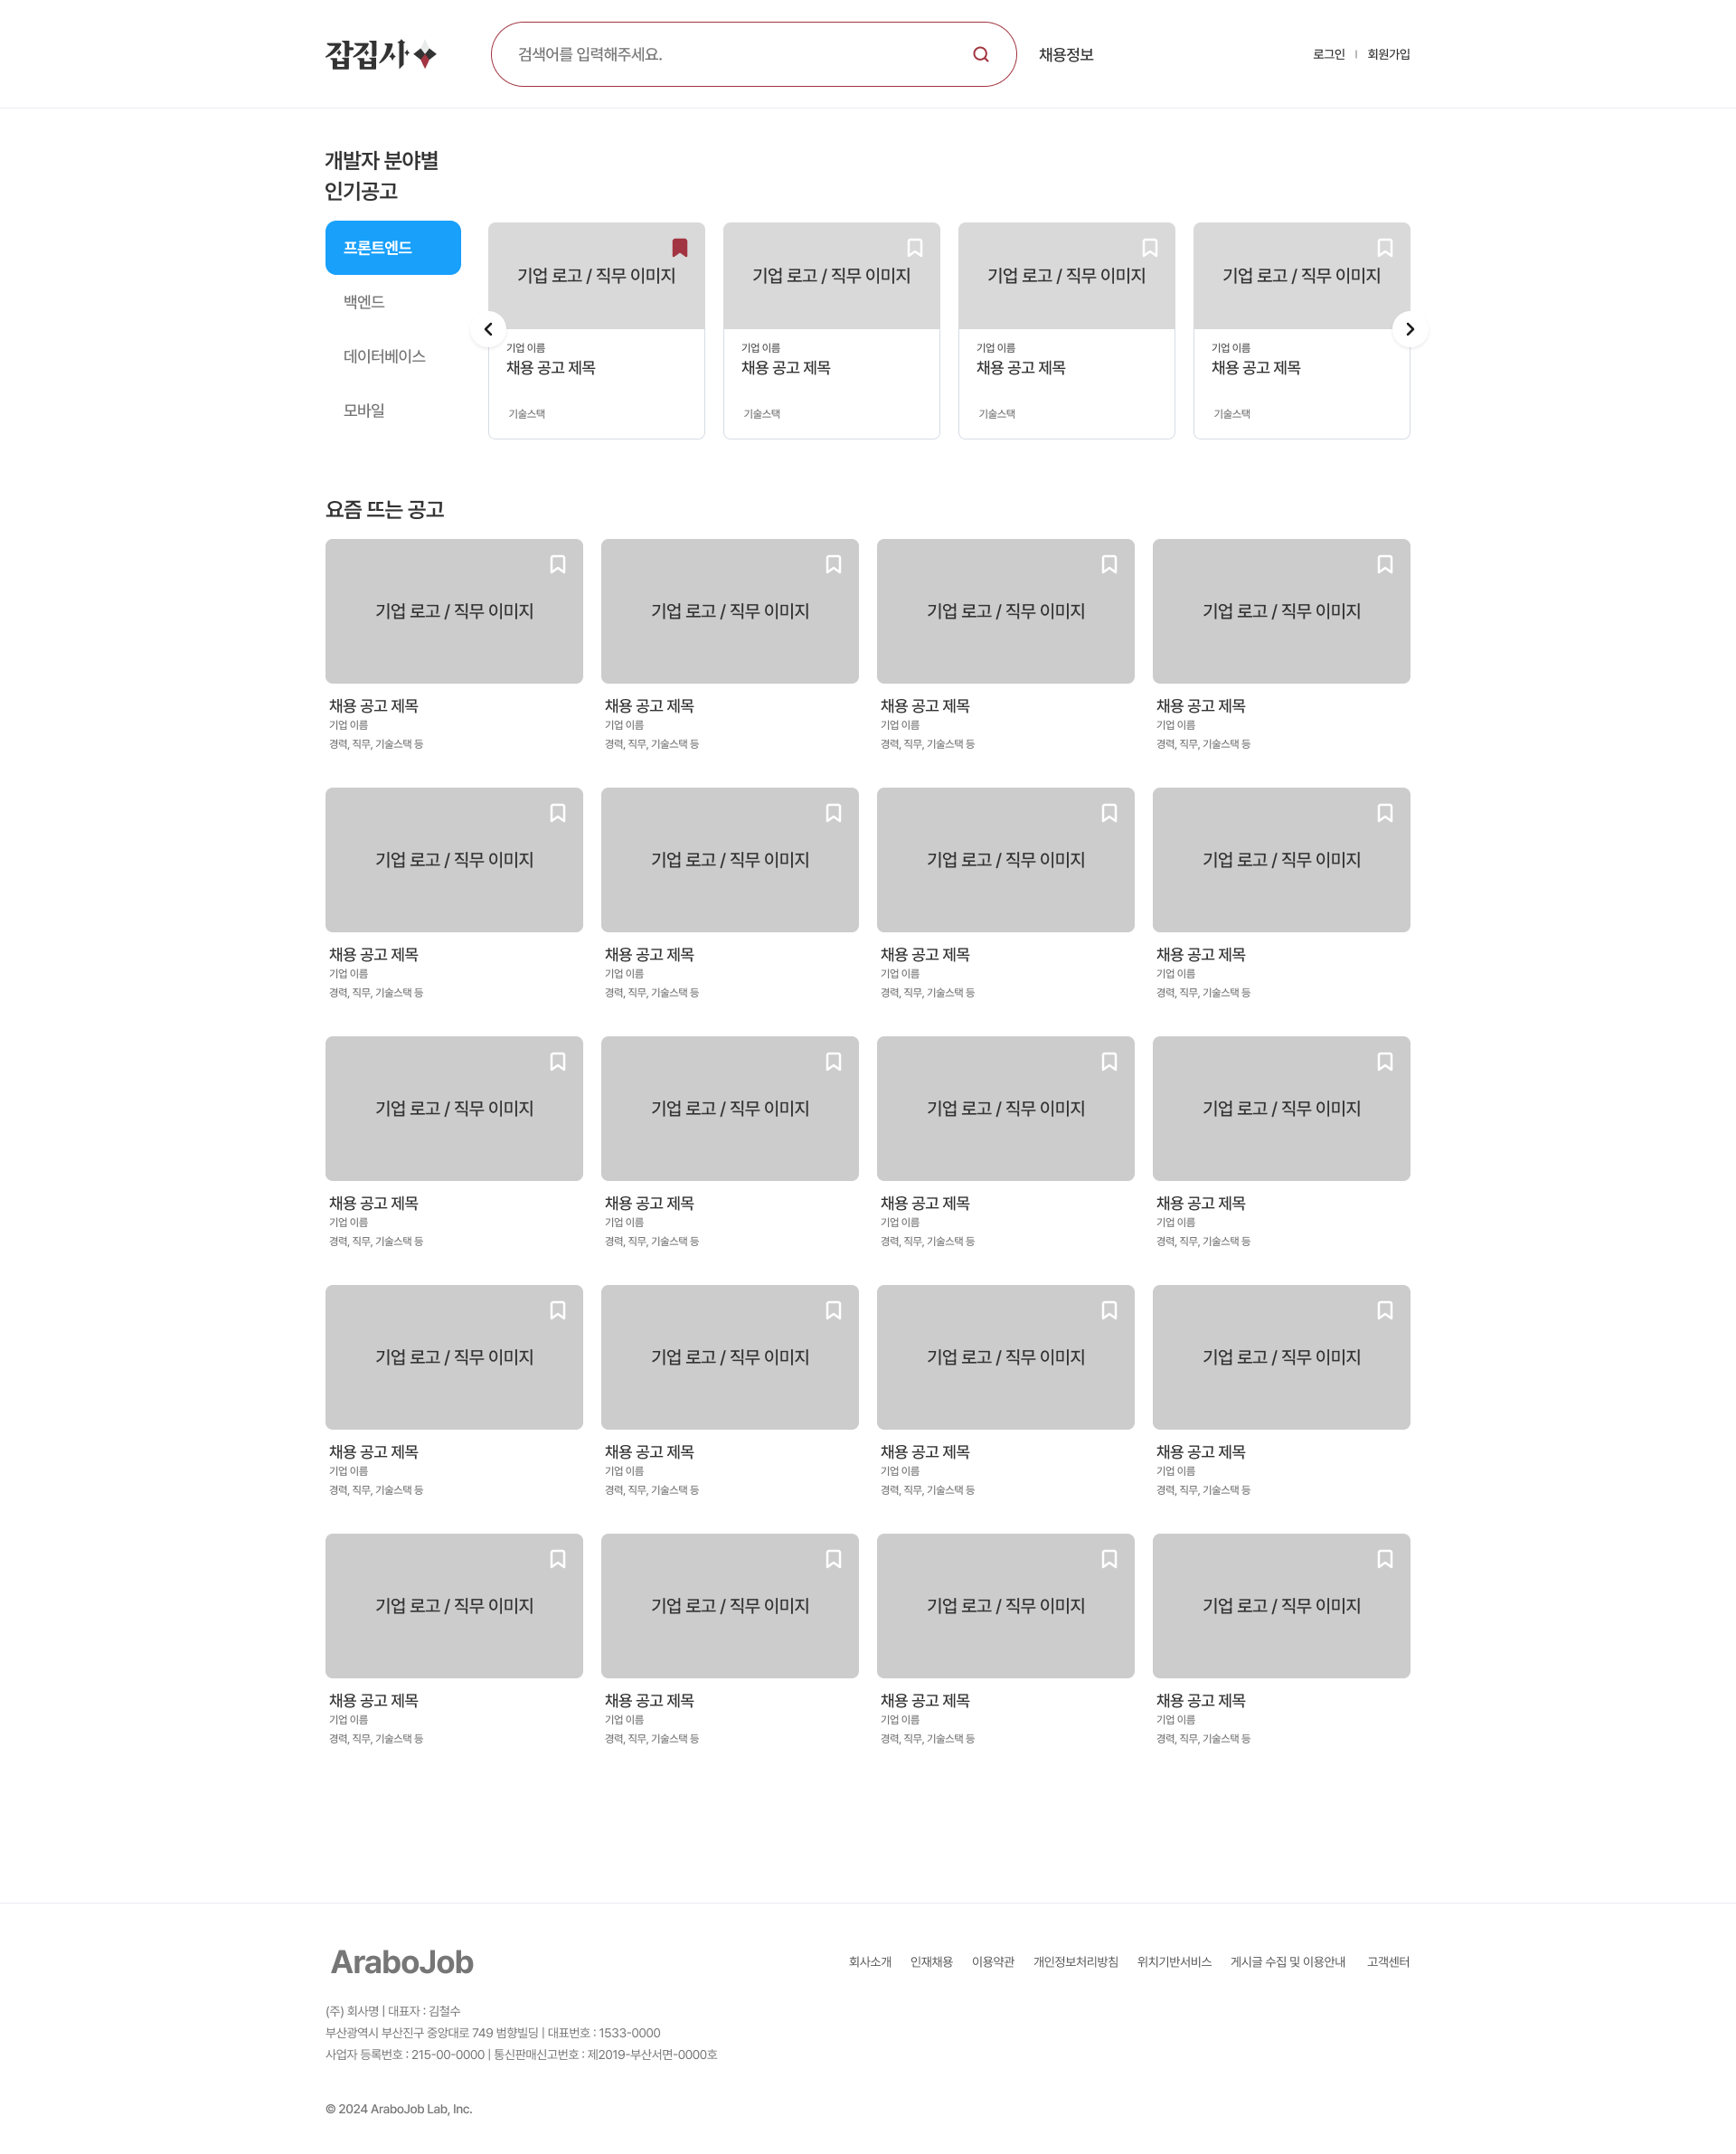 잡집사
검색어를 입력해주세요.
채용정보
로그인 | 회원가입
개발자 분야별
인기공고
프론트엔드
백엔드
데이터베이스
모바일
기업 로고 / 직무 이미지
기업 이름
채용 공고 제목
기술스택
기업 로고 / 직무 이미지
기업 이름
채용 공고 제목
기술스택
기업 로고 / 직무 이미지
기업 이름
채용 공고 제목
기술스택
기업 로고 / 직무 이미지
기업 이름
채용 공고 제목
기술스택
요즘 뜨는 공고
기업 로고 / 직무 이미지
채용 공고 제목
기업 이름
경력, 직무, 기술스택 등
기업 로고 / 직무 이미지
채용 공고 제목
기업 이름
경력, 직무, 기술스택 등
기업 로고 / 직무 이미지
채용 공고 제목
기업 이름
경력, 직무, 기술스택 등
기업 로고 / 직무 이미지
채용 공고 제목
기업 이름
경력, 직무, 기술스택 등
기업 로고 / 직무 이미지
채용 공고 제목
기업 이름
경력, 직무, 기술스택 등
기업 로고 / 직무 이미지
채용 공고 제목
기업 이름
경력, 직무, 기술스택 등
기업 로고 / 직무 이미지
채용 공고 제목
기업 이름
경력, 직무, 기술스택 등
기업 로고 / 직무 이미지
채용 공고 제목
기업 이름
경력, 직무, 기술스택 등
기업 로고 / 직무 이미지
채용 공고 제목
기업 이름
경력, 직무, 기술스택 등
기업 로고 / 직무 이미지
채용 공고 제목
기업 이름
경력, 직무, 기술스택 등
기업 로고 / 직무 이미지
채용 공고 제목
기업 이름
경력, 직무, 기술스택 등
기업 로고 / 직무 이미지
채용 공고 제목
기업 이름
경력, 직무, 기술스택 등
기업 로고 / 직무 이미지
채용 공고 제목
기업 이름
경력, 직무, 기술스택 등
기업 로고 / 직무 이미지
채용 공고 제목
기업 이름
경력, 직무, 기술스택 등
기업 로고 / 직무 이미지
채용 공고 제목
기업 이름
경력, 직무, 기술스택 등
기업 로고 / 직무 이미지
채용 공고 제목
기업 이름
경력, 직무, 기술스택 등
기업 로고 / 직무 이미지
채용 공고 제목
기업 이름
경력, 직무, 기술스택 등
기업 로고 / 직무 이미지
채용 공고 제목
기업 이름
경력, 직무, 기술스택 등
기업 로고 / 직무 이미지
채용 공고 제목
기업 이름
경력, 직무, 기술스택 등
기업 로고 / 직무 이미지
채용 공고 제목
기업 이름
경력, 직무, 기술스택 등
AraboJob
회사소개 인재채용 이용약관 개인정보처리방침 위치기반서비스 게시글 수집 및 이용안내 고객센터
(주) 회사명 | 대표자 : 김철수
부산광역시 부산진구 중앙대로 749 범향빌딩 | 대표번호 : 1533-0000
사업자 등록번호 : 215-00-0000 | 통신판매신고번호 : 제2019-부산서면-0000호
© 2024 AraboJob Lab, Inc.